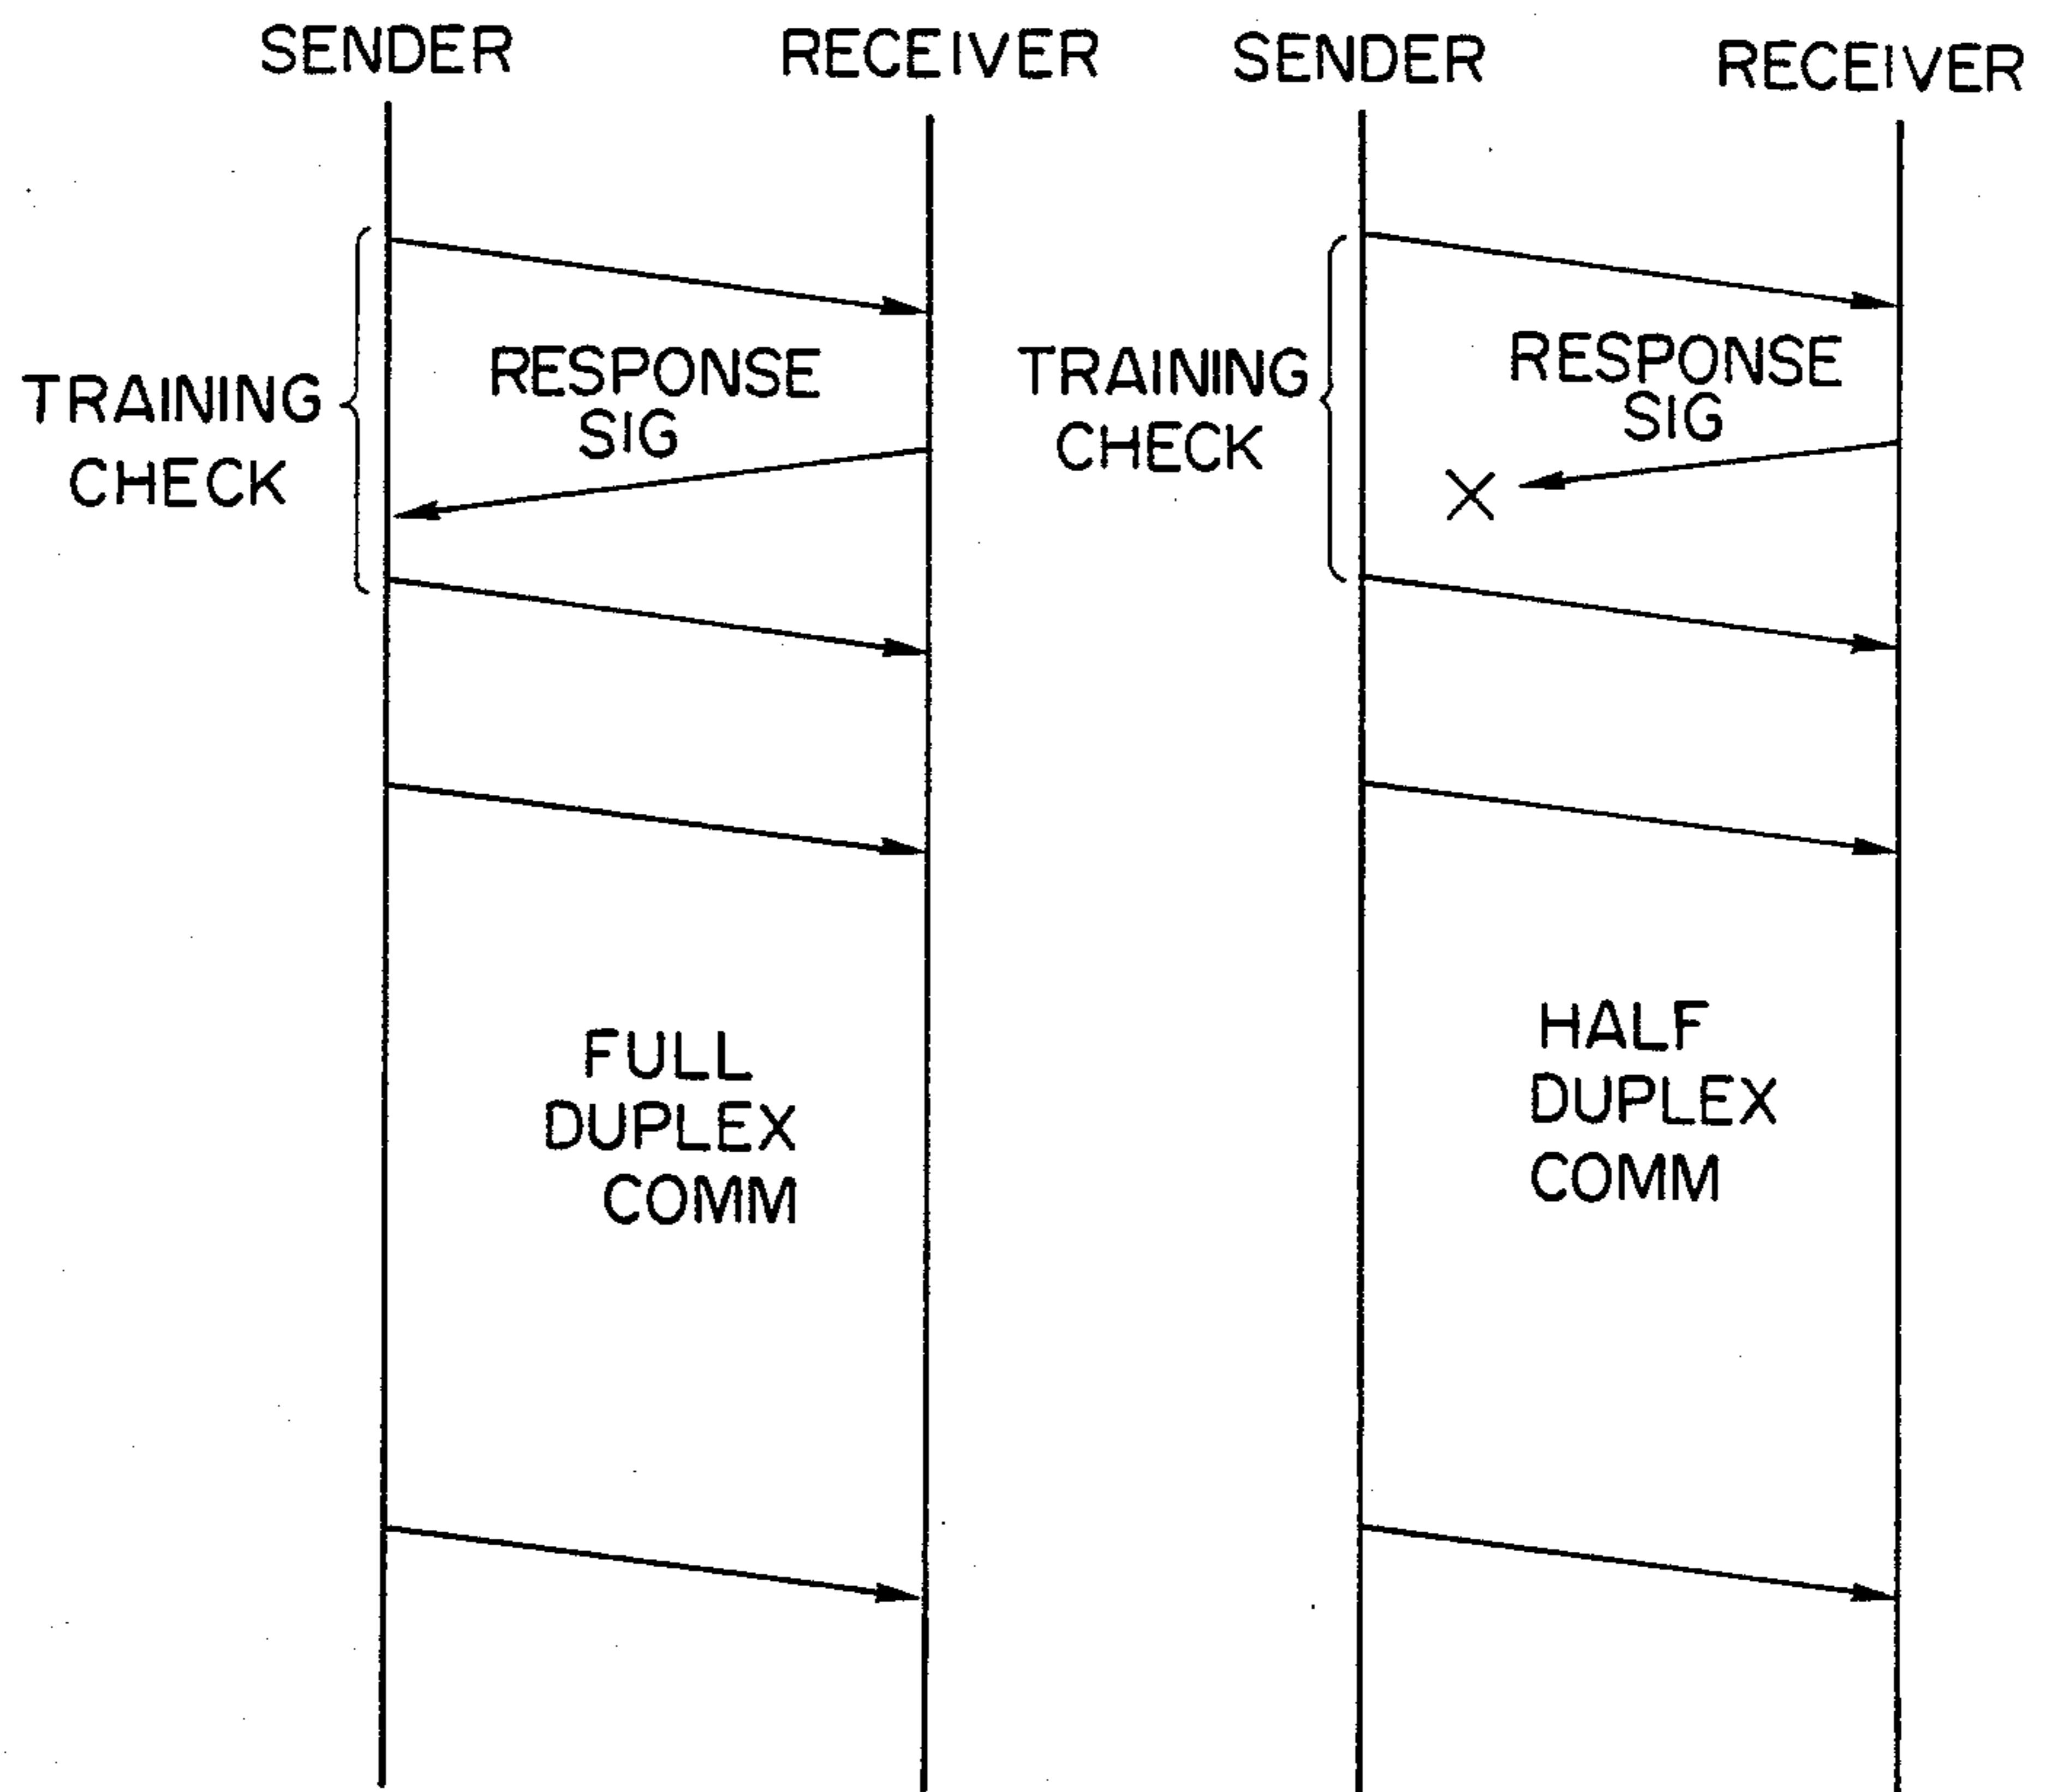 SENDER
RECEIVER
TRAINING
CHECK
RESPONSE
SIG
FULL
DUPLEX
COMM
SENDER
RECEIVER
TRAINING
CHECK
RESPONSE
SIG
X
HALF
DUPLEX
COMM